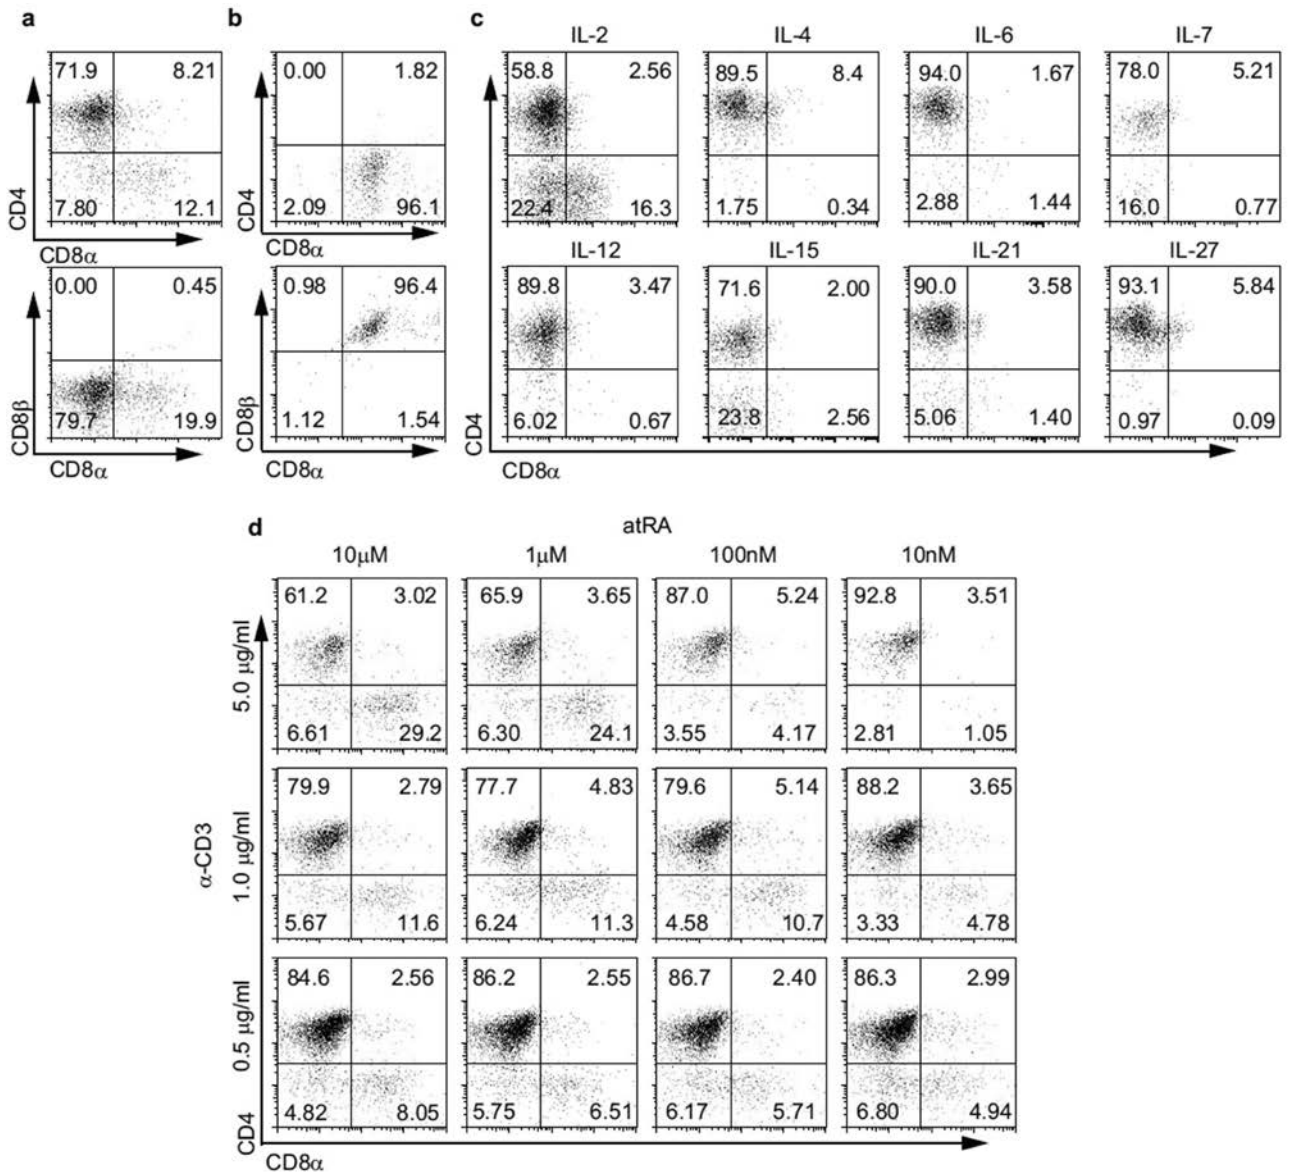 a
b
c
IL-2 IL-4 IL-6 IL-7
71.9 8.21
7.80 12.1
CD4
CD8α
0.00 1.82
2.09 96.1
CD4
CD8α
58.8 2.56
22.4 16.3
89.5 8.4
1.75 0.34
94.0 1.67
2.88 1.44
78.0 5.21
16.0 0.77
0.00 0.45
79.7 19.9
CD8β
CD8α
0.98 96.4
1.12 1.54
CD8β
CD8α
IL-12 IL-15 IL-21 IL-27
89.8 3.47
6.02 0.67
71.6 2.00
23.8 2.56
90.0 3.58
5.06 1.40
93.1 5.84
0.97 0.09
CD4
CD8α
d
atRA
10μM 1μM 100nM 10nM
α-CD3
5.0 μg/ml
61.2 3.02 65.9 3.65 87.0 5.24 92.8 3.51
6.61 29.2 6.30 24.1 3.55 4.17 2.81 1.05
1.0 μg/ml
79.9 2.79 77.7 4.83 79.6 5.14 88.2 3.65
5.67 11.6 6.24 11.3 4.58 10.7 3.33 4.78
0.5 μg/ml
84.6 2.56 86.2 2.55 86.7 2.40 86.3 2.99
4.82 8.05 5.75 6.51 6.17 5.71 6.80 4.94
CD4
CD8α